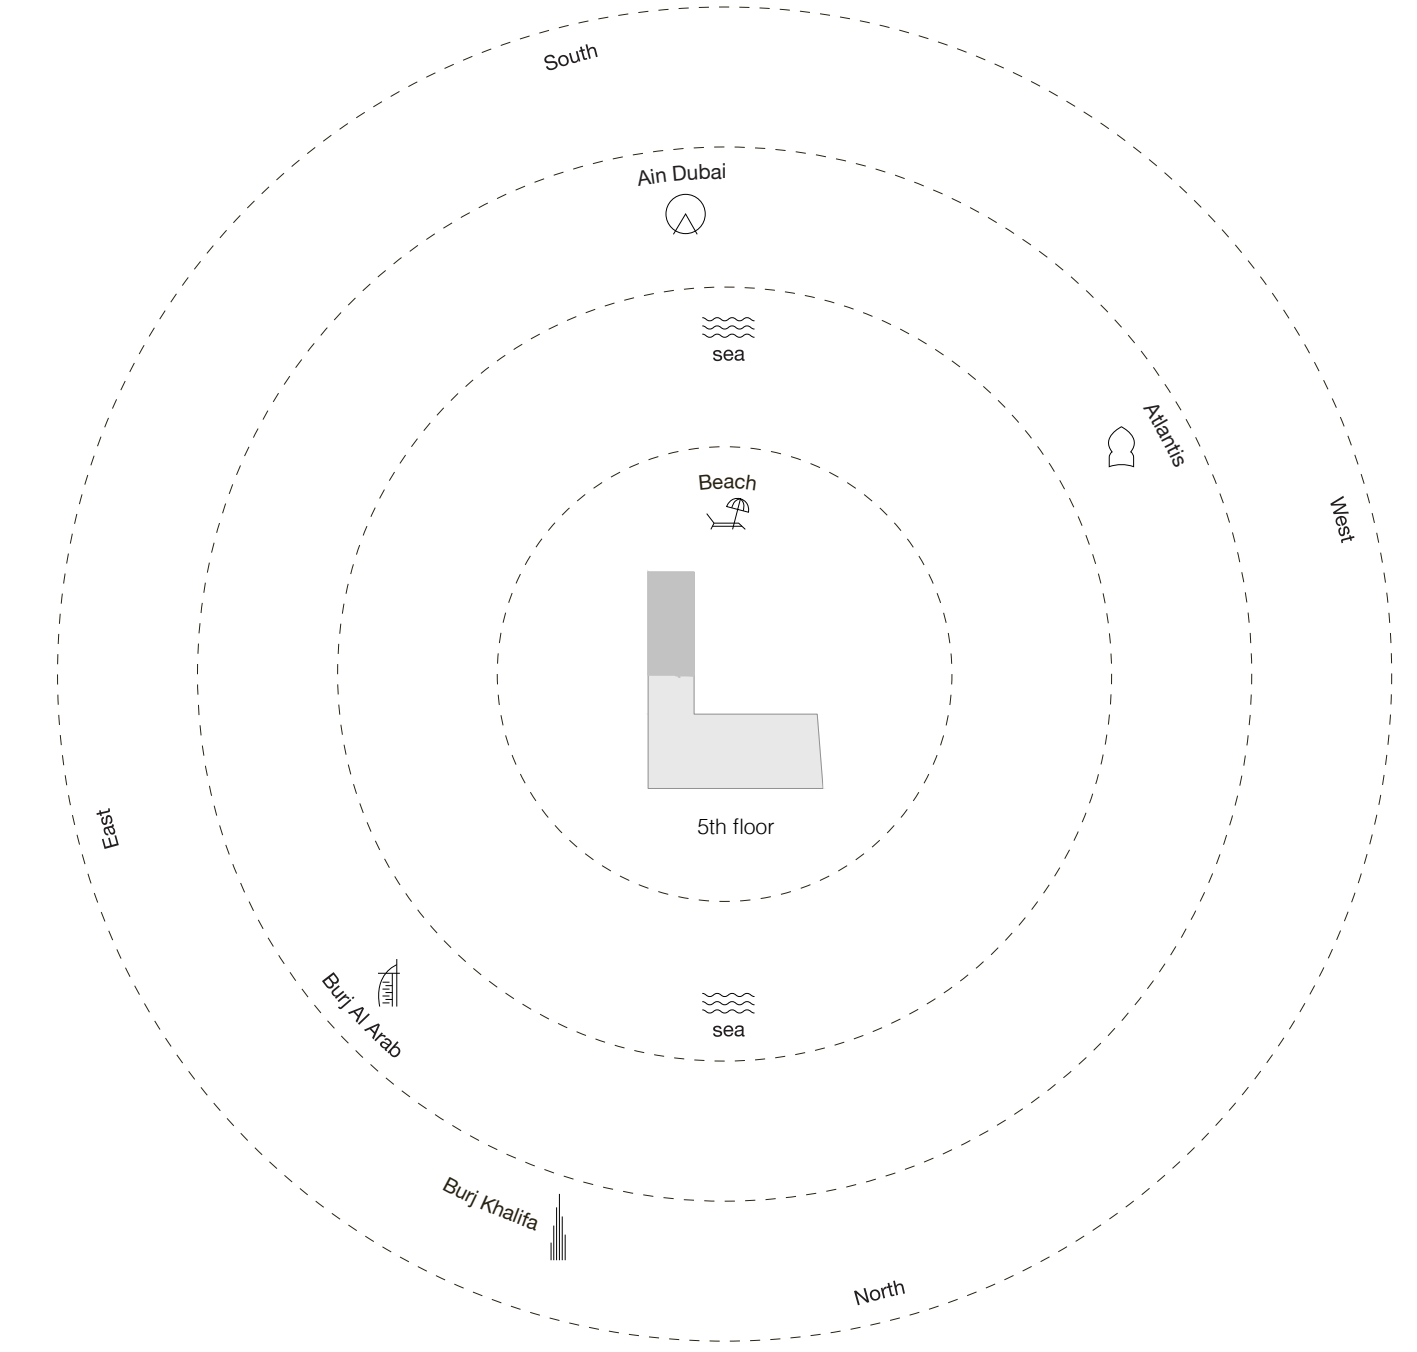 South
Ain Dubai
sea
Atlantis
Beach
West
East
5th floor
Burj Al Arab
sea
Burj Khalifa
North